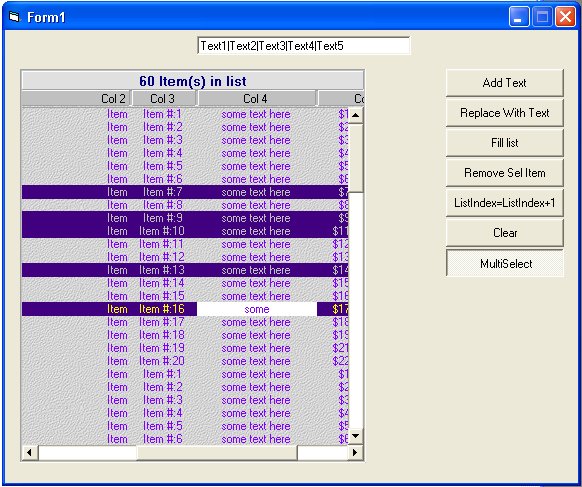 Form1
Text1|Text2|Text3|Text4|Text5
60 Item(s) in list
Col 2 Col 3 Col 4 Co
Item Item #:1 some text here $1
Item Item #:2 some text here $2
Item Item #:3 some text here $3
Item Item #:4 some text here $4
Item Item #:5 some text here $5
Item Item #:6 some text here $6
Item Item #:7 some text here $7
Item Item #:8 some text here $8
Item Item #:9 some text here $9
Item Item #:10 some text here $11
Item Item #:11 some text here $12
Item Item #:12 some text here $13
Item Item #:13 some text here $14
Item Item #:14 some text here $15
Item Item #:15 some text here $16
Item Item #:16 some $17
Item Item #:17 some text here $18
Item Item #:18 some text here $19
Item Item #:19 some text here $21
Item Item #:20 some text here $22
Item Item #:1 some text here $1
Item Item #:2 some text here $2
Item Item #:3 some text here $3
Item Item #:4 some text here $4
Item Item #:5 some text here $5
Item Item #:6 some text here $6
Add Text
Replace With Text
Fill list
Remove Sel Item
ListIndex=ListIndex+1
Clear
MultiSelect